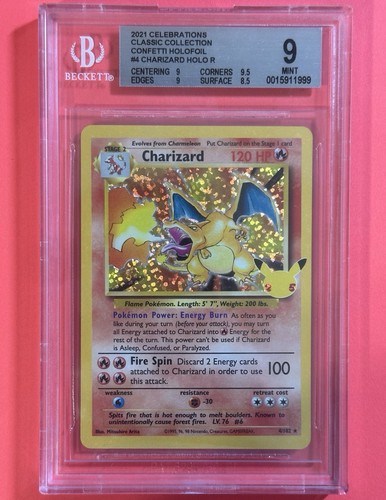 BECKETT
2021 CELEBRATIONS
CLASSIC COLLECTION
CONFETTI HOLOFOIL
#4 CHARIZARD HOLO R
CENTERING 9 CORNERS 9.5
EDGES 9 SURFACE 8.5
9
MINT
0015911999
STAGE 2
Evolves from Charmeleon Put Charizard on the Stage 1 card
Charizard 120 HP
Flame Pokémon. Length: 5' 7", Weight: 200 lbs.
Pokémon Power: Energy Burn As often as you
like during your turn (before your attack), you may turn
all Energy attached to Charizard into Energy for the
rest of the turn. This power can't be used if Charizard
is Asleep, Confused, or Paralyzed.
Fire Spin Discard 2 Energy cards
attached to Charizard in order to use
this attack.
100
weakness resistance retreat cost
-30
Spits fire that is hot enough to melt boulders. Known to
unintentionally cause forest fires. LV. 76 #6
Illus. Mitsuhiro Arita
4/102